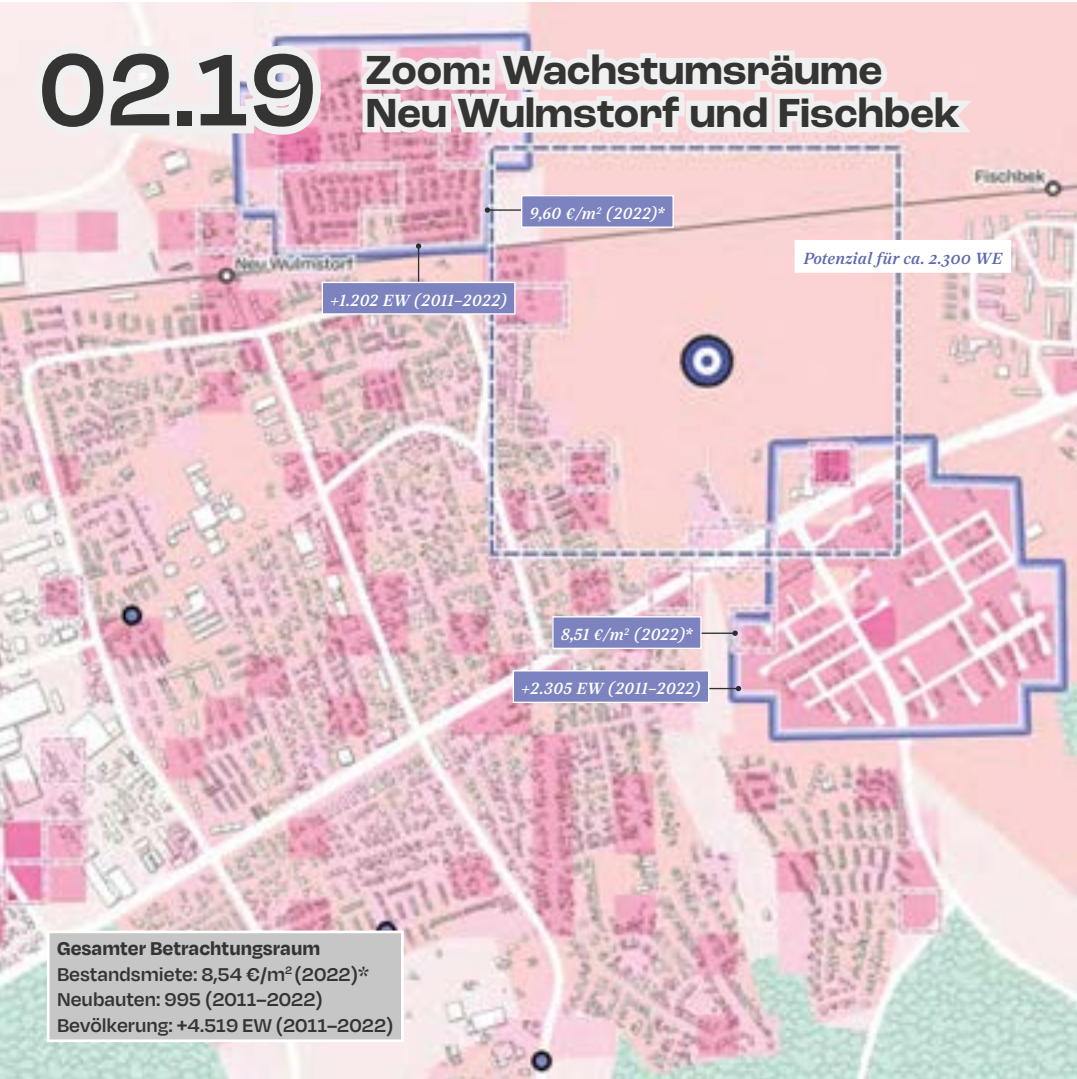 02.19
Zoom: Wachstumsräume
Neu Wulmstorf und Fischbek
Fischbek
9,60 €/m² (2022)*
Potenzial für ca. 2.300 WE
Neu Wulmstorf
+1.202 EW (2011–2022)
8,51 €/m² (2022)*
+2.305 EW (2011–2022)
Gesamter Betrachtungsraum
Bestandsmiete: 8,54 €/m² (2022)*
Neubauten: 995 (2011–2022)
Bevölkerung: +4.519 EW (2011–2022)